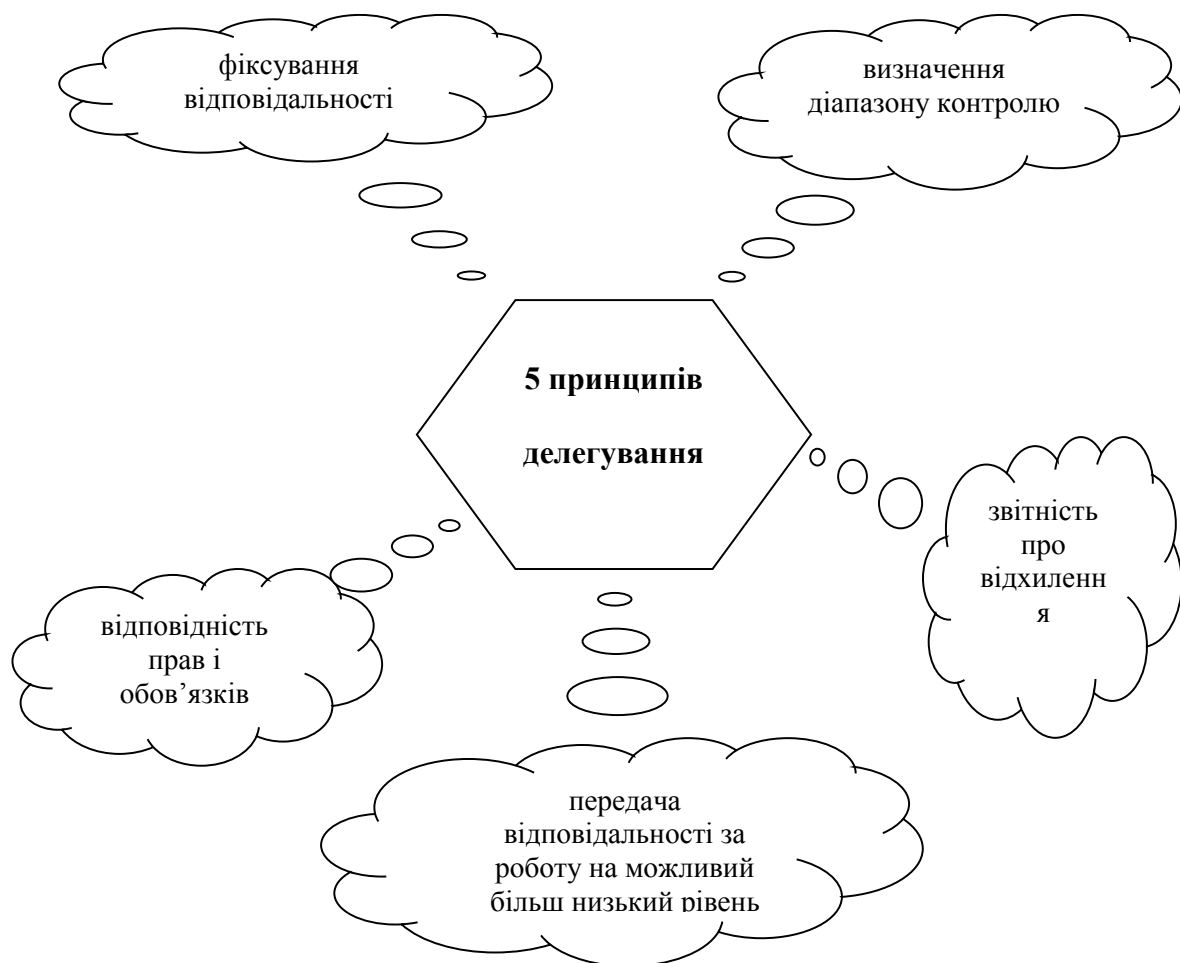 фіксування
відповідальності
визначення
діапазону контролю
5 принципів
делегування
звітність
про
відхиленн
я
відповідність
прав і
обов’язків
передача
відповідальності за
роботу на можливий
більш низький рівень